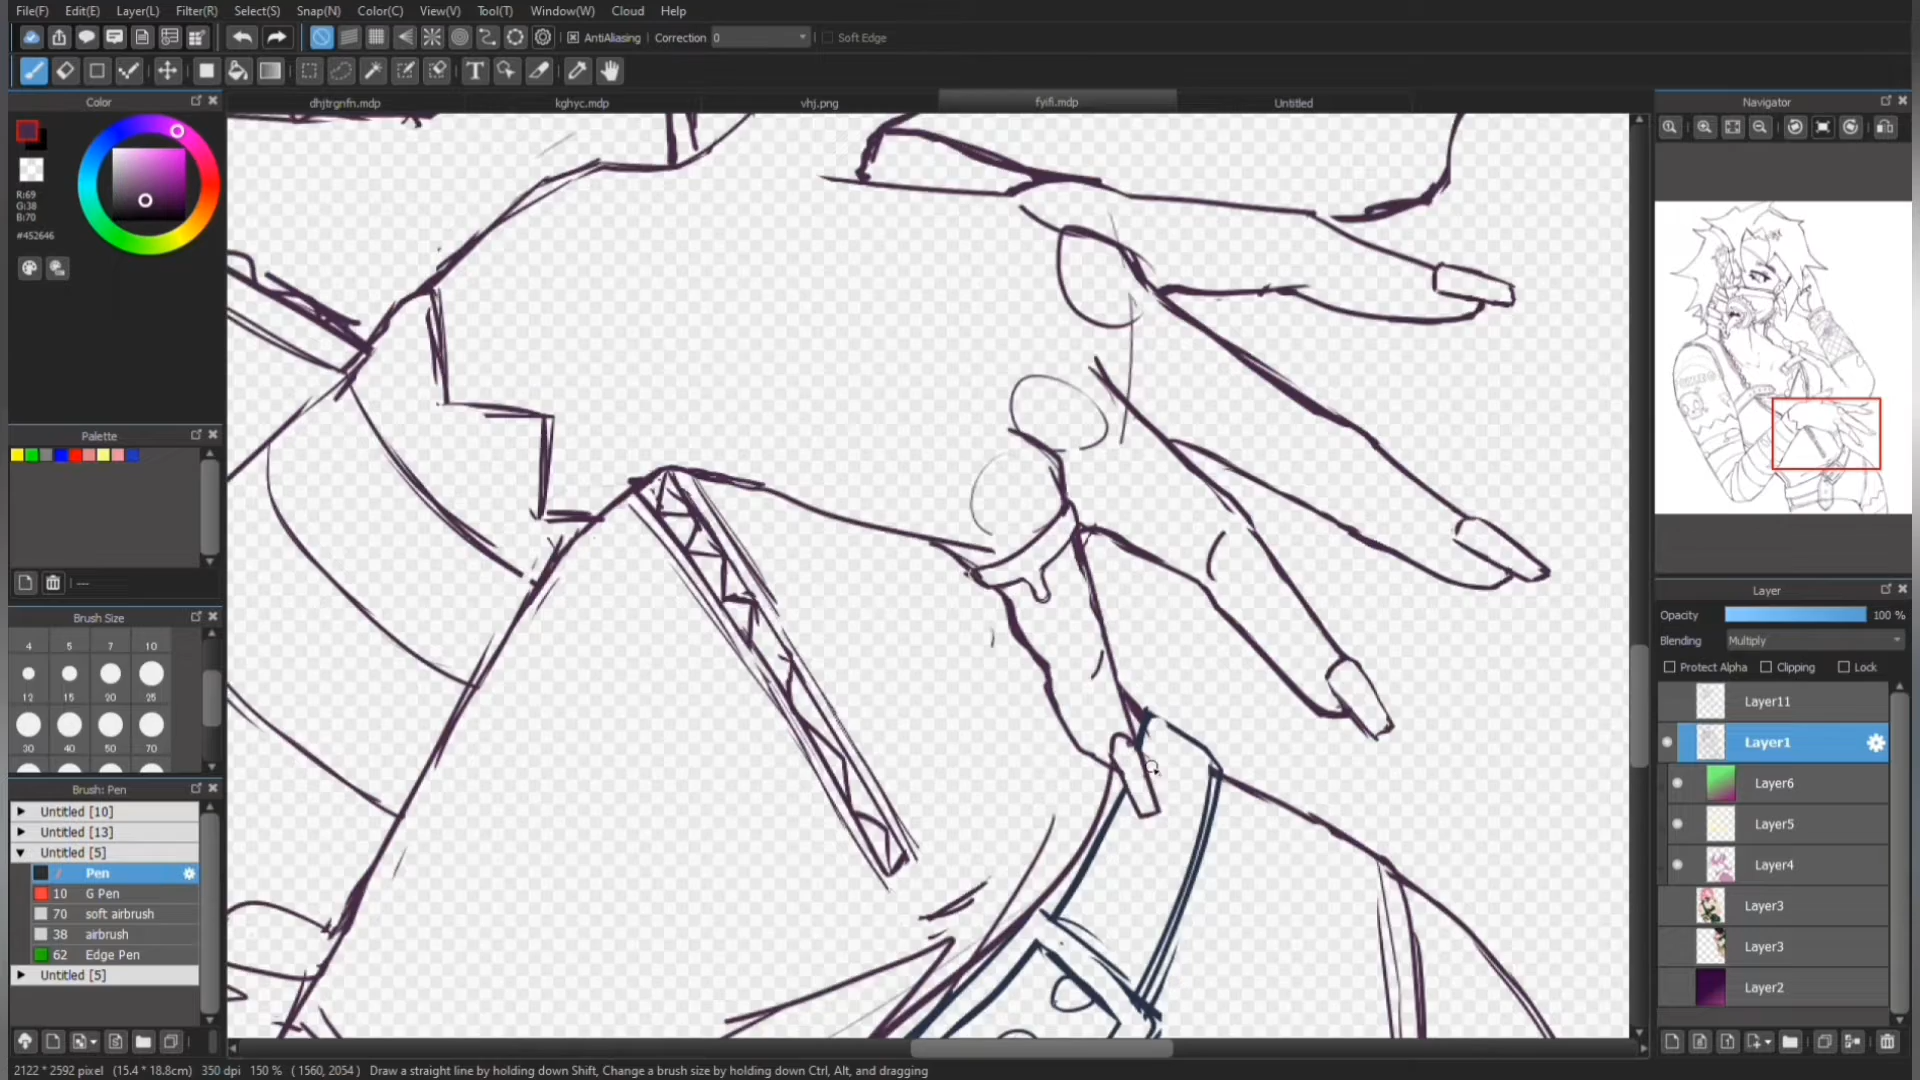 File(F) Edit(E) Layer(L) Filter(R) Select(S) Snap(N) Color(C) View(V) Tool(T) Window(W) Cloud Help
AntiAliasing Correction 0 Soft Edge
T
Color
dhjtrgnfn.mdp kghyc.mdp vhj.png fyifi.mdp Untitled
Navigator
R:69
G:38
B:70
#452646
Palette
---
Brush Size
4 5 7 10
12 15 20 25
30 40 50 70
Brush: Pen
Untitled [10]
Untitled [13]
Untitled [5]
Pen
10 G Pen
70 soft airbrush
38 airbrush
62 Edge Pen
Untitled [5]
Layer
Opacity 100 %
Blending Multiply
Protect Alpha Clipping Lock
Layer11
Layer1
Layer6
Layer5
Layer4
Layer3
Layer3
Layer2
2122 * 2592 pixel (15.4 * 18.8cm) 350 dpi 150 % ( 1560, 2054 ) Draw a straight line by holding down Shift, Change a brush size by holding down Ctrl, Alt, and dragging